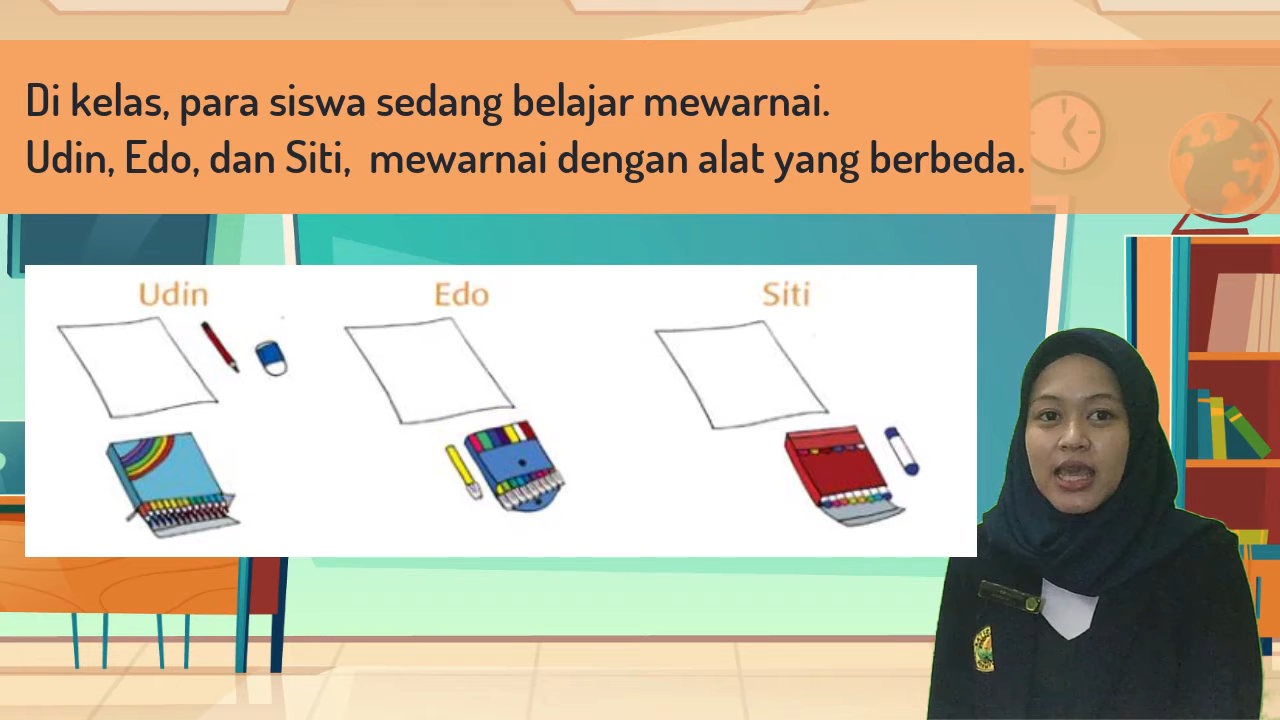 Di kelas, para siswa sedang belajar mewarnai.
Udin, Edo, dan Siti, mewarnai dengan alat yang berbeda.
Udin
Edo
Siti